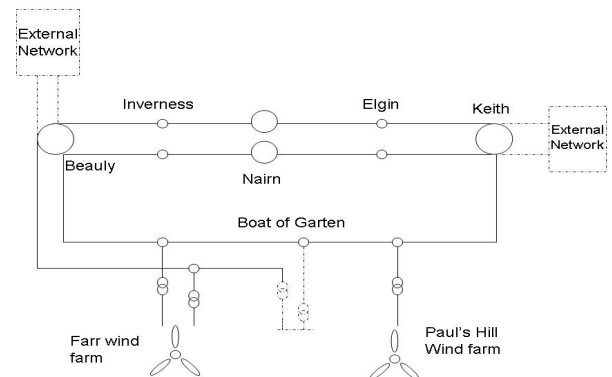 External
Network
Inverness
Elgin
Keith
External
Network
Beauly
Nairn
Boat of Garten
Farr wind
farm
Paul's Hill
Wind farm